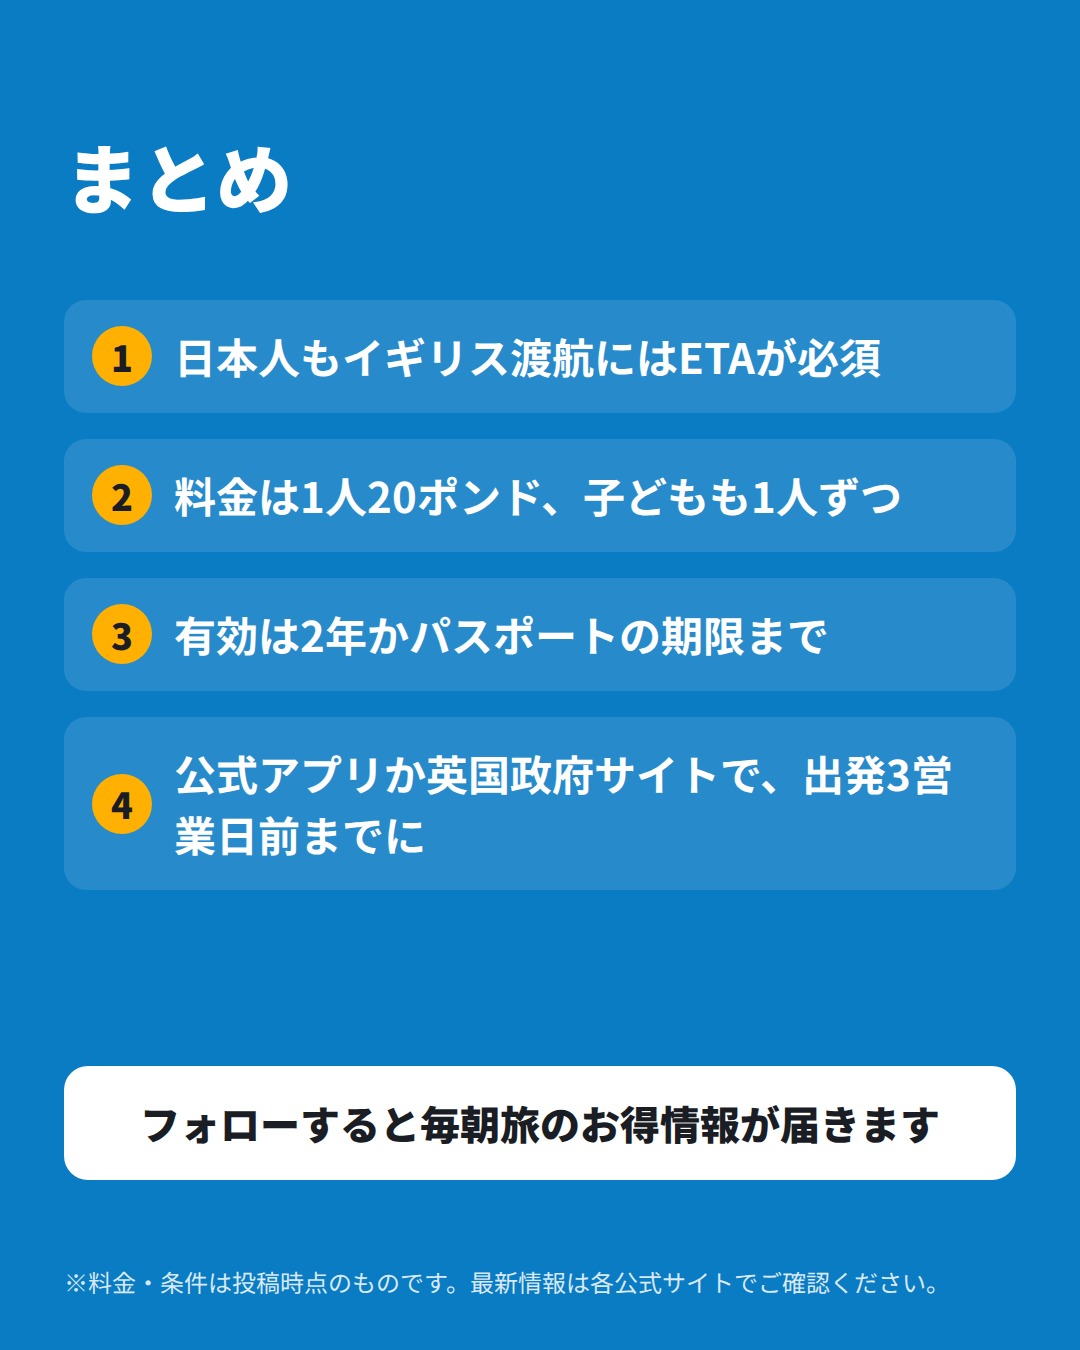 まとめ
1 日本人もイギリス渡航にはETAが必須
2 料金は1人20ポンド、子どもも1人ずつ
3 有効は2年かパスポートの期限まで
4 公式アプリか英国政府サイトで、出発3営
業日前までに
フォローすると毎朝旅のお得情報が届きます
※料金・条件は投稿時点のものです。最新情報は各公式サイトでご確認ください。